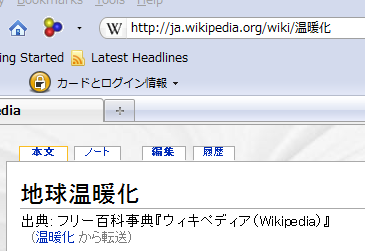 Bookmarks Tools Help
http://ja.wikipedia.org/wiki/温暖化
ing Started Latest Headlines
カードとログイン情報
edia
本文 ノート 編集 履歴
地球温暖化
出典: フリー百科事典『ウィキペディア（Wikipedia）』
（温暖化 から転送）